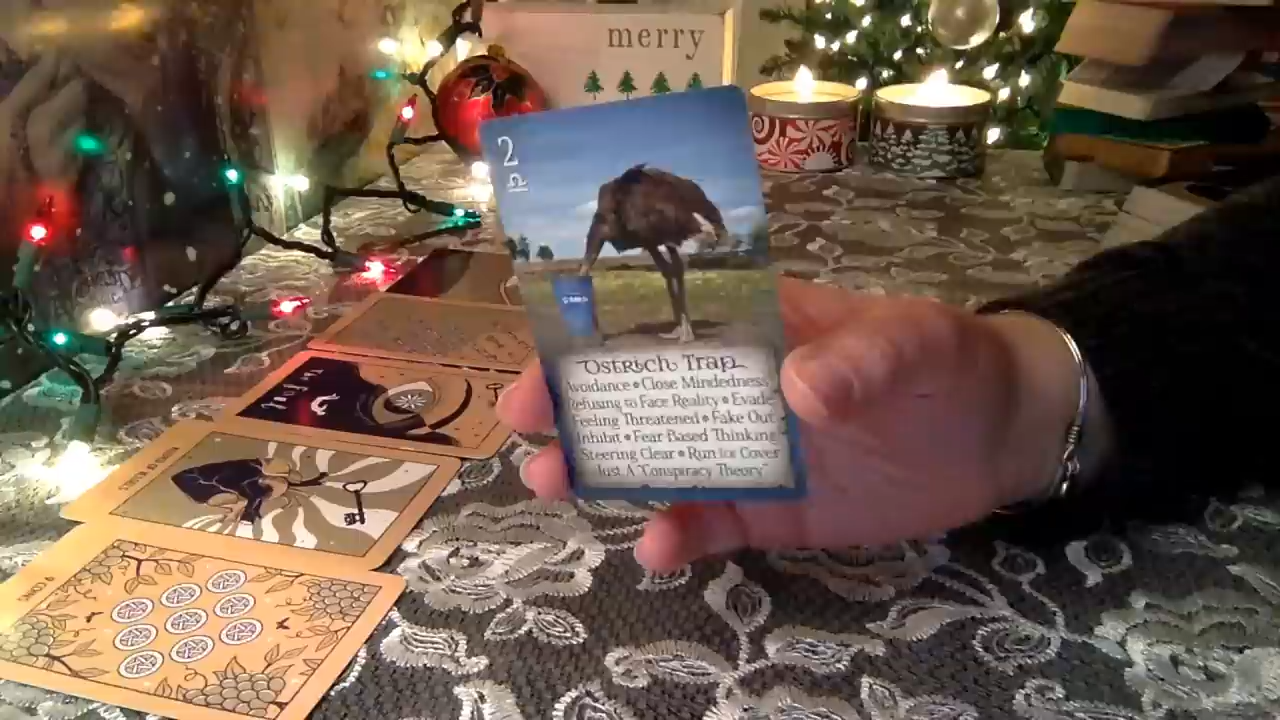 merry
2
Ostrich Trap
Avoidance • Close Mindedness
Refusing to Face Reality • Evade
Feeling Threatened • Fake Out
Inhibit • Fear Based Thinking
Steering Clear • Run for Cover
Just A "Conspiracy Theory"